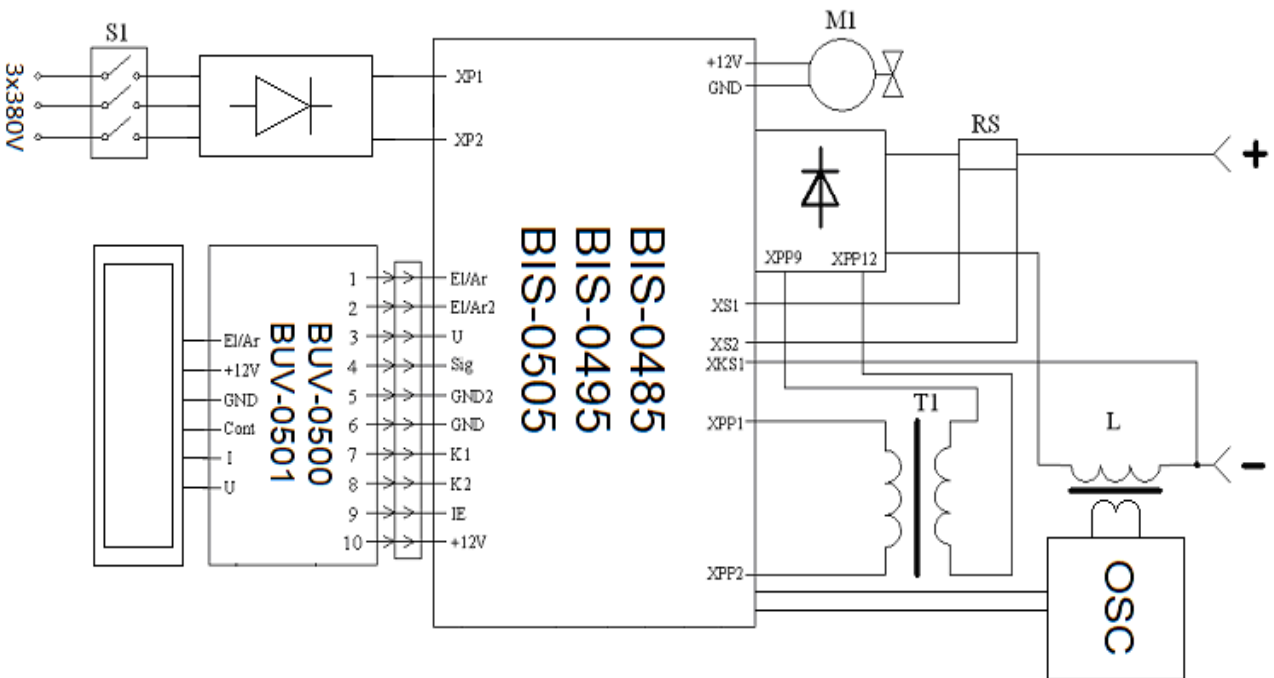 S1
3x380V
XP1
XP2
M1
+12V
GND
RS
+
XPP9
XPP12
XS1
XS2
XKS1
BIS-0485
BIS-0495
BIS-0505
BUV-0500
BUV-0501
El/Ar
+12V
GND
Cont
I
U
1
2
3
4
5
6
7
8
9
10
El/Ar
El/Ar2
U
Sig
GND2
GND
K1
K2
IE
+12V
XPP1
XPP2
T1
L
-
OSC